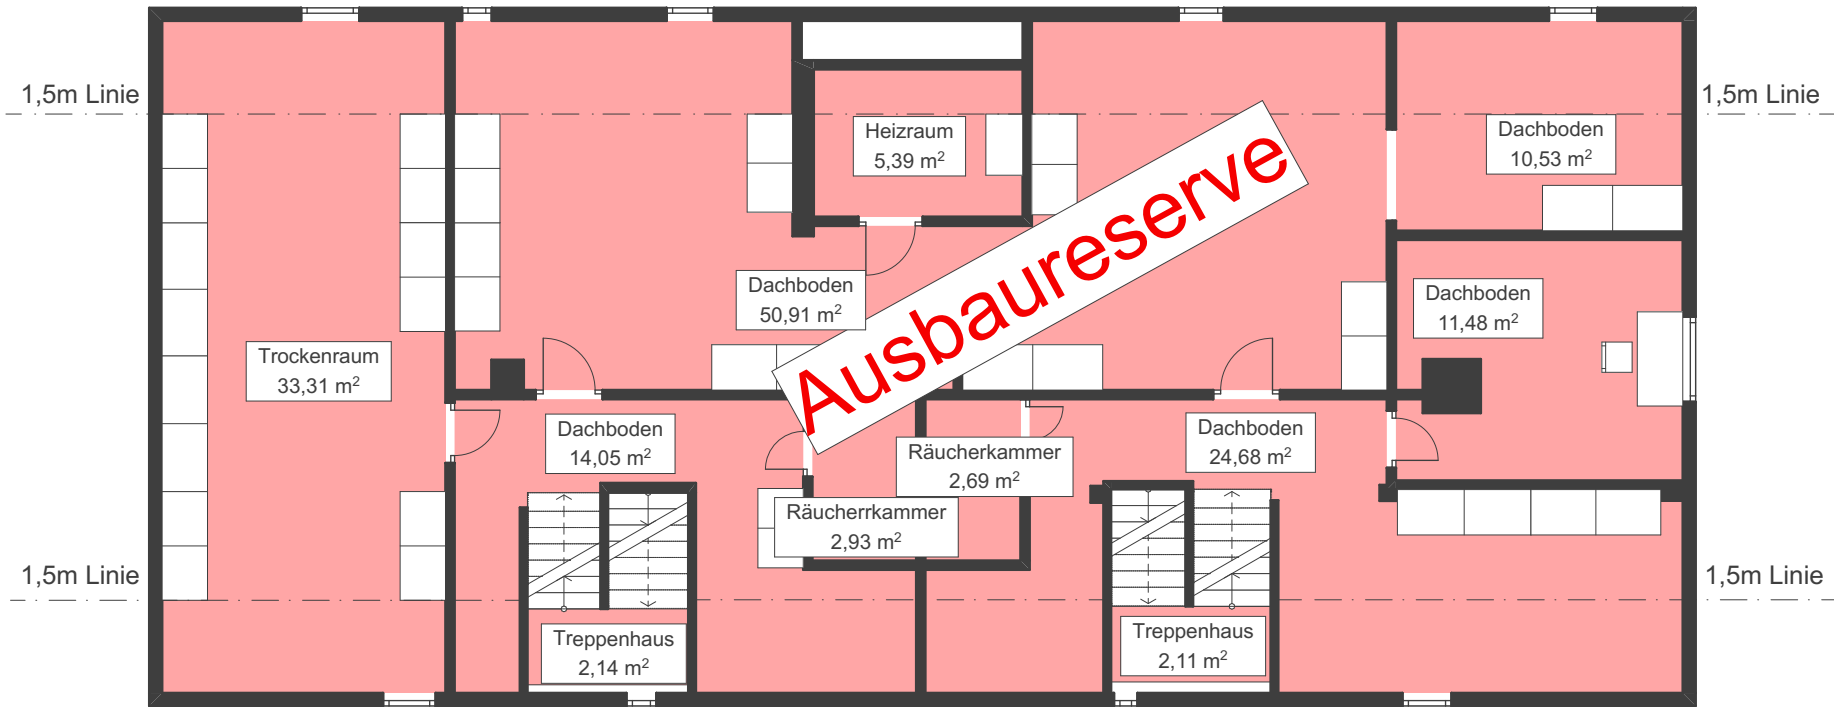 1,5m Linie
1,5m Linie
Heizraum
5,39 m²
Dachboden
10,53 m²
Dachboden
50,91 m²
Ausbaureserve
Dachboden
11,48 m²
Trockenraum
33,31 m²
Dachboden
14,05 m²
Räucherkammer
2,69 m²
Dachboden
24,68 m²
Räucherrkammer
2,93 m²
1,5m Linie
1,5m Linie
Treppenhaus
2,14 m²
Treppenhaus
2,11 m²